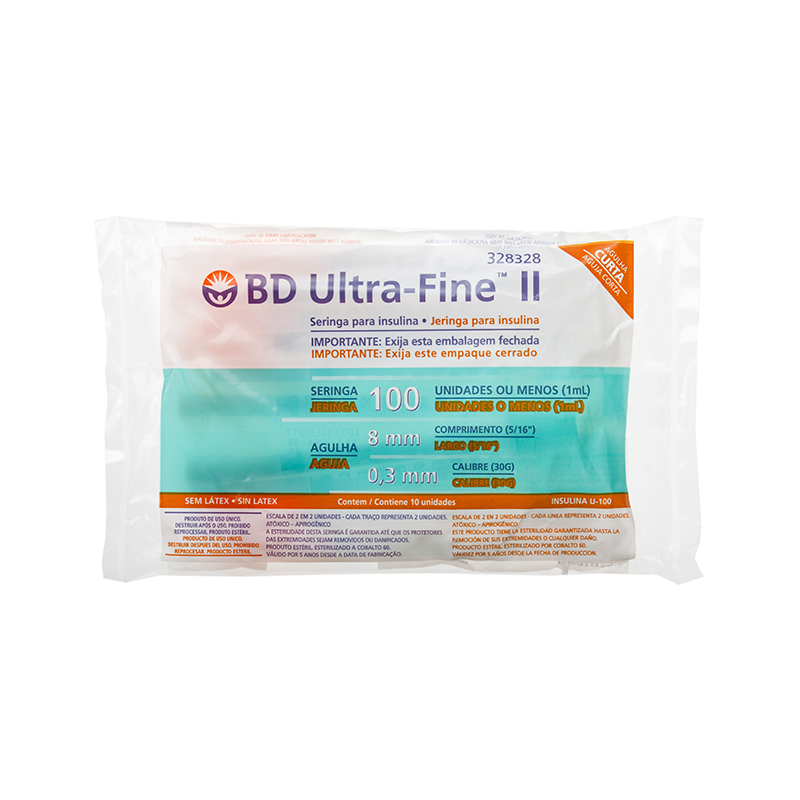 328328
AGULHA
CURTA
AGUJA CORTA
BD Ultra-Fine™ II
Seringa para insulina • Jeringa para insulina
IMPORTANTE: Exija esta embalagem fechada
IMPORTANTE: Exija este empaque cerrado
SERINGA 100 UNIDADES OU MENOS (1mL)
JERINGA UNIDADES O MENOS (1mL)
8 mm COMPRIMENTO (5/16")
AGULHA LARGO (5/16")
AGUJA
0,3 mm CALIBRE (30G)
CALIBRE (30G)
SEM LÁTEX • SIN LATEX Contem / Contiene 10 unidades INSULINA U-100
PRODUTO DE USO ÚNICO.
DESTRUIR APÓS O USO. PROIBIDO
REPROCESSAR. PRODUTO ESTÉRIL.
PRODUCTO DE USO ÚNICO.
DESTRUIR DESPUES DEL USO. PROHIBIDO
REPROCESAR. PRODUCTO ESTERIL.
ESCALA DE 2 EM 2 UNIDADES - CADA TRAÇO REPRESENTA 2 UNIDADES.
ATÓXICO – APIROGÊNICO
A ESTERILIDADE DESTA SERINGA É GARANTIDA ATÉ QUE OS PROTETORES
DAS EXTREMIDADES SEJAM REMOVIDOS OU DANIFICADOS.
PRODUTO ESTÉRIL. ESTERILIZADO A COBALTO 60.
VÁLIDO POR 5 ANOS DESDE A DATA DE FABRICAÇÃO.
ESCALA DE 2 EN 2 UNIDADES - CADA LINEA REPRESENTA 2 UNIDADES.
ATÓXICO – APIROGÊNICO
ESTE PRODUCTO TIENE LA ESTERILIDAD GARANTIZADA HASTA LA
REMOCIÓN DE SUS EXTREMIDADES O CUALQUIER DAÑO.
PRODUCTO ESTÉRIL. ESTERILIZADO POR COBALTO 60.
VÁLIDEZ POR 5 AÑOS DESDE LA FECHA DE PRODUCCION.